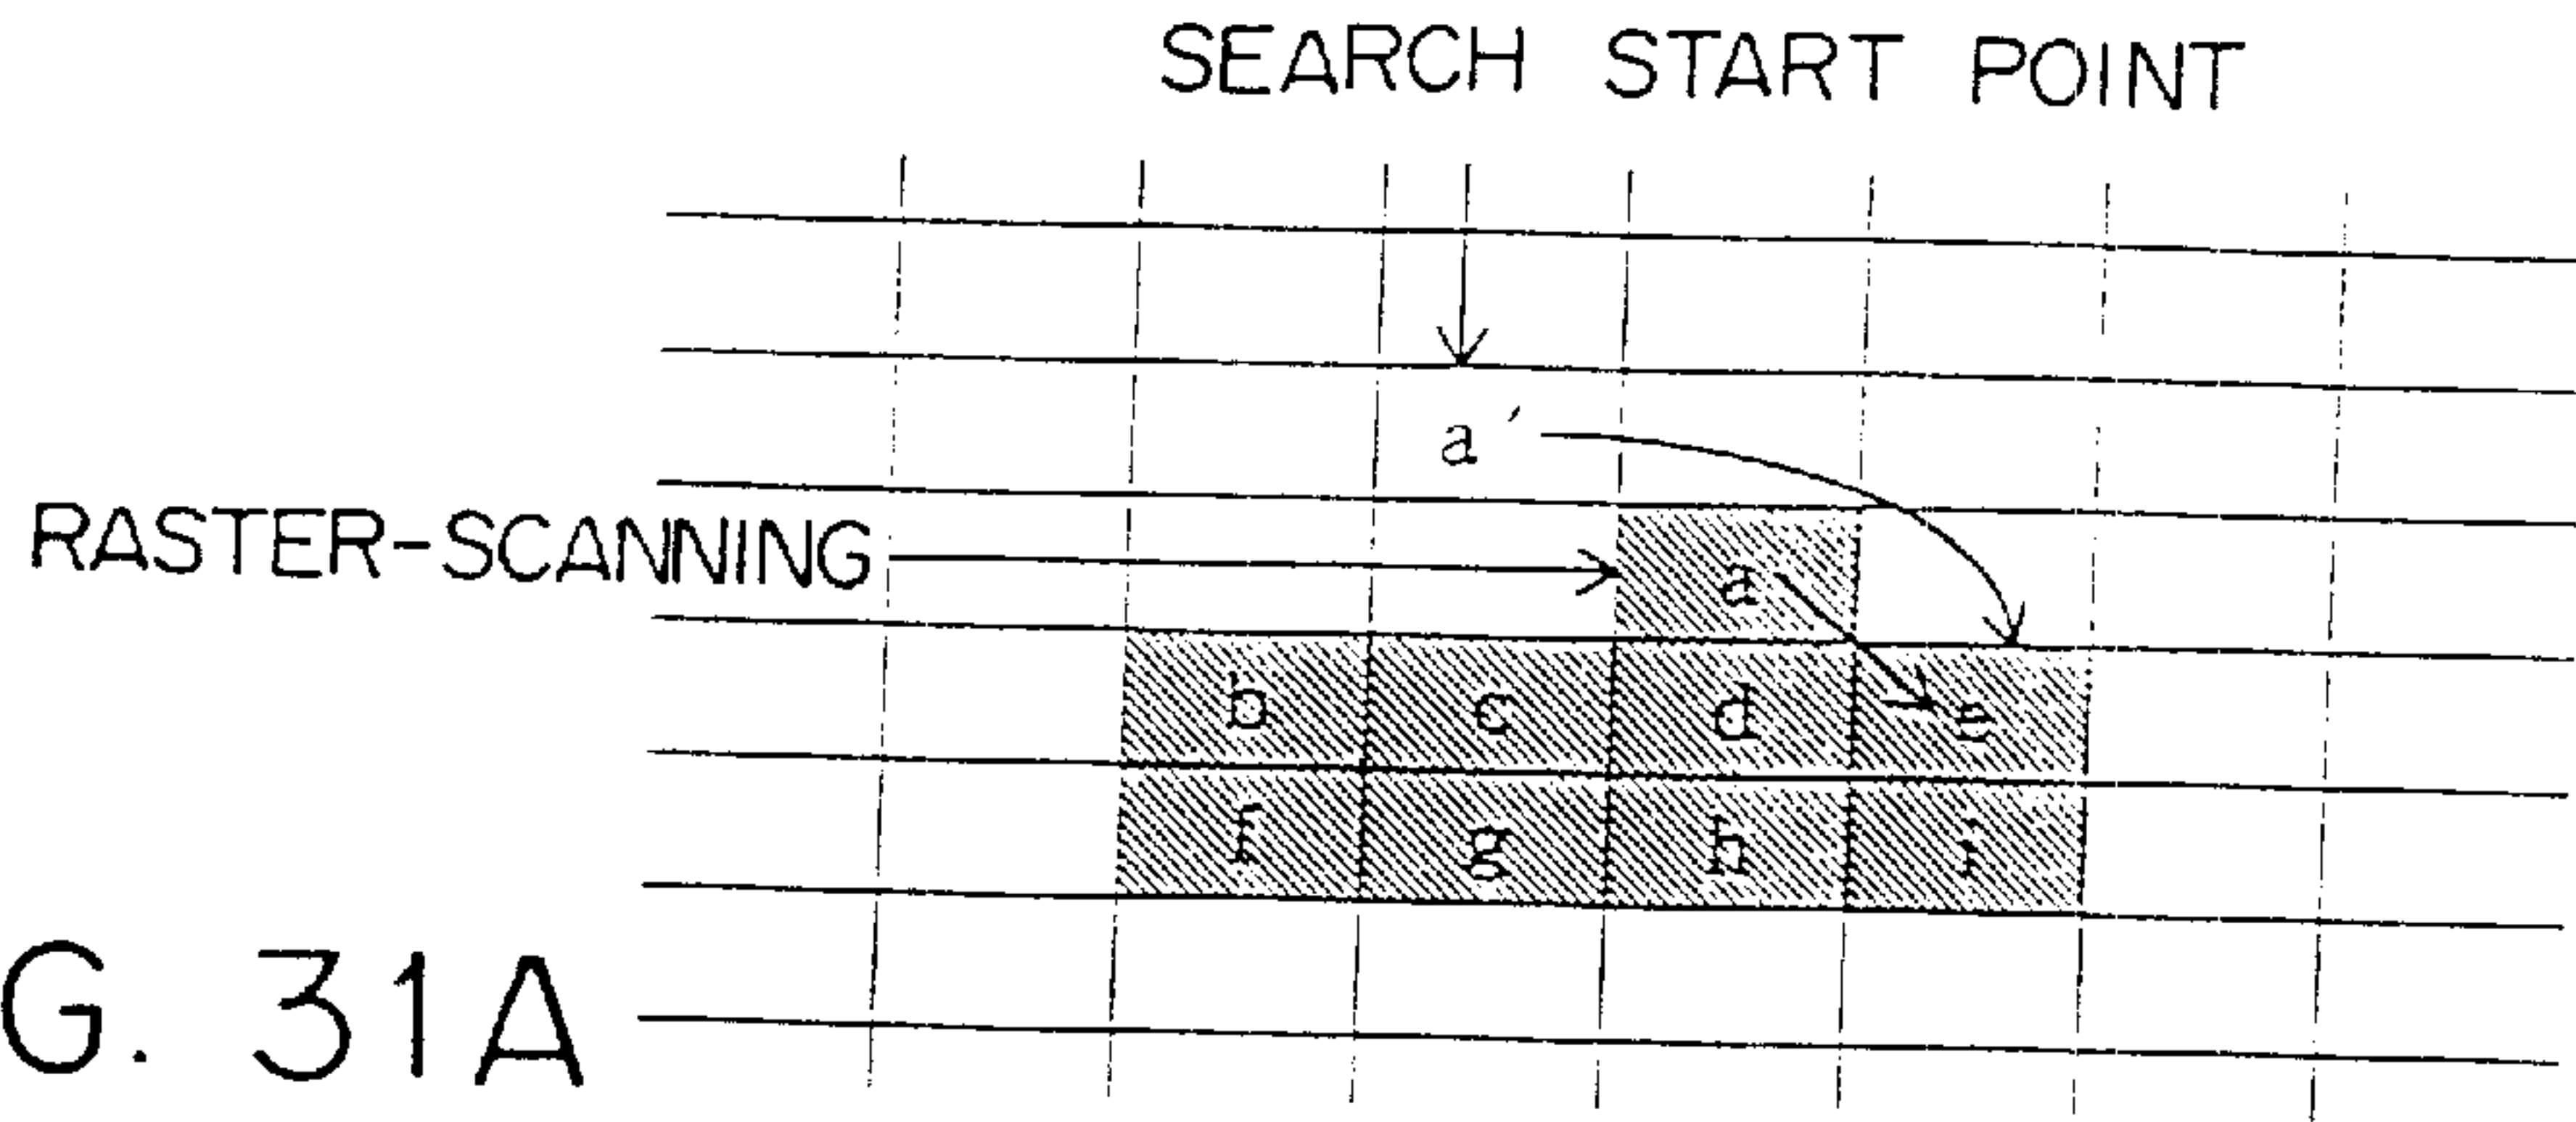 SEARCH START POINT
a′
RASTER-SCANNING
a
b c d e
f g h i
G. 31A